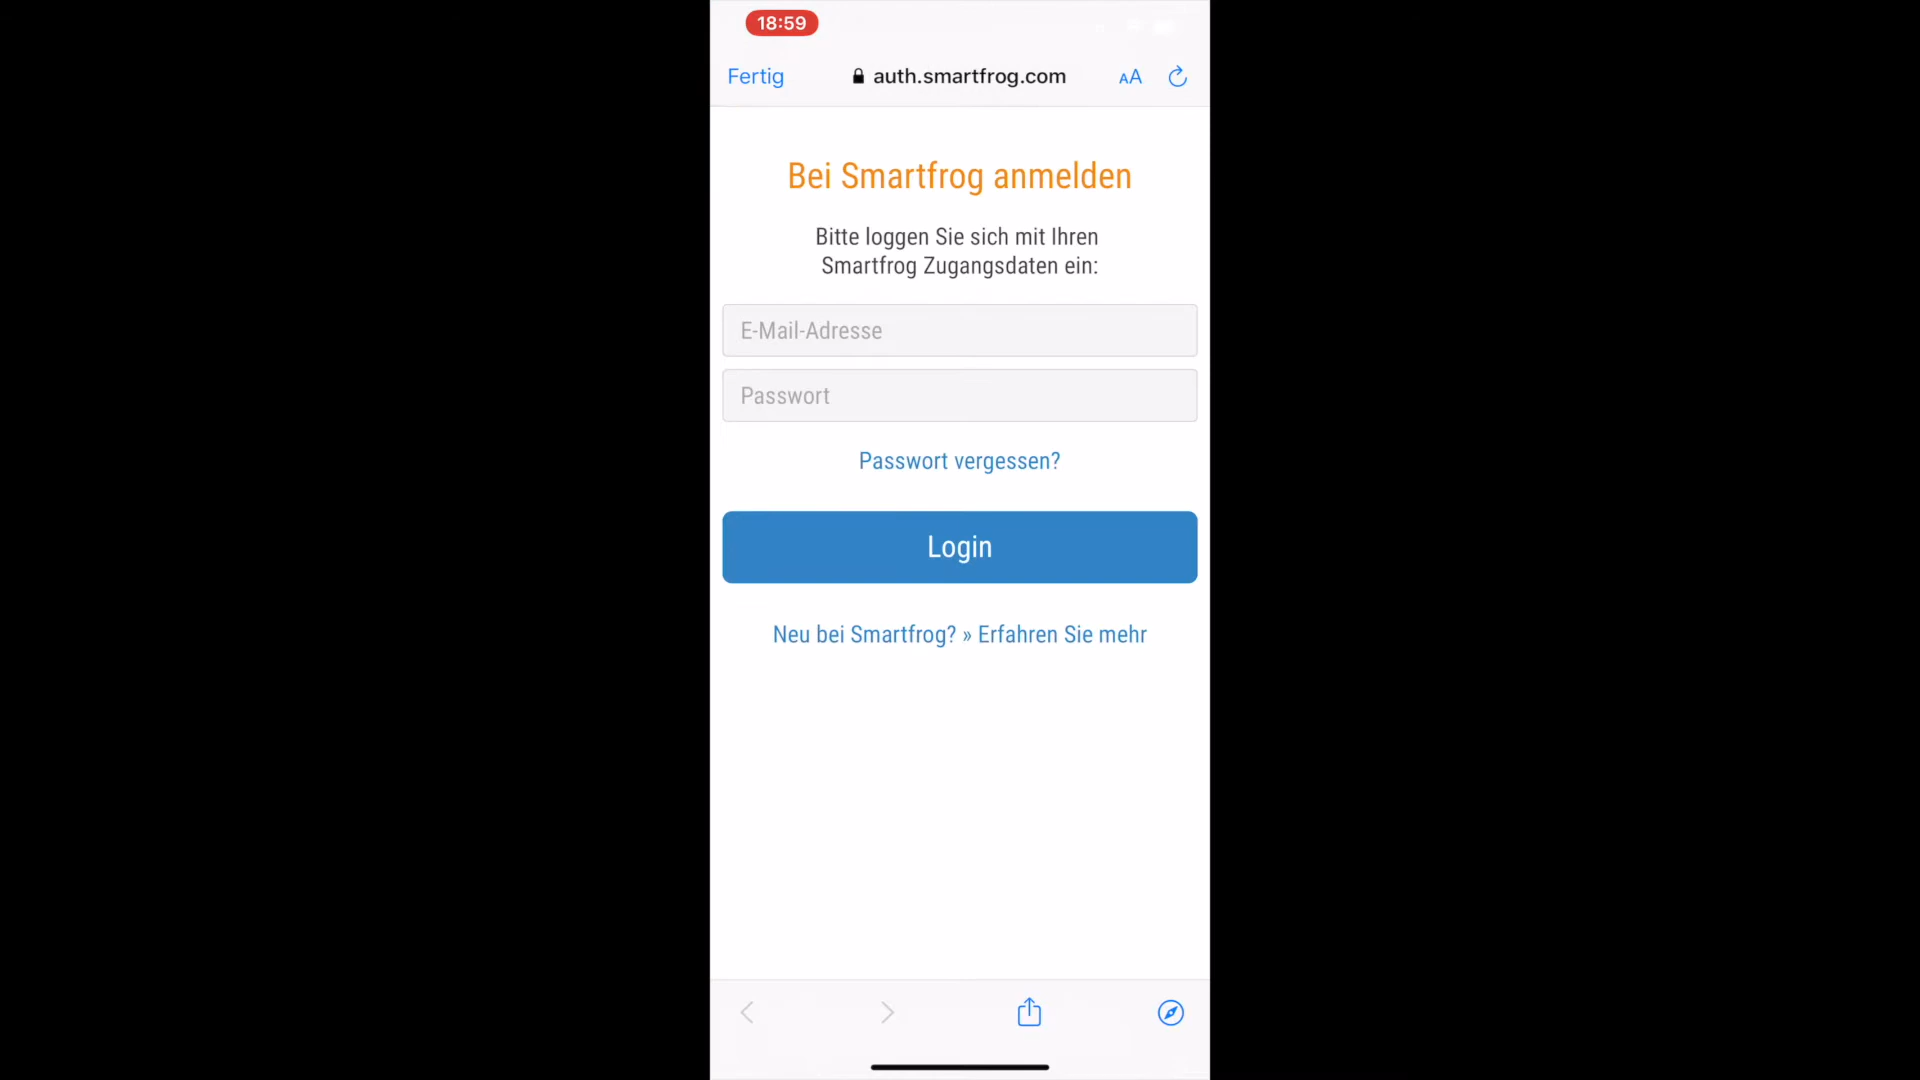 18:59
Fertig auth.smartfrog.com AA
Bei Smartfrog anmelden
Bitte loggen Sie sich mit Ihren
Smartfrog Zugangsdaten ein:
E-Mail-Adresse
Passwort
Passwort vergessen?
Login
Neu bei Smartfrog? » Erfahren Sie mehr